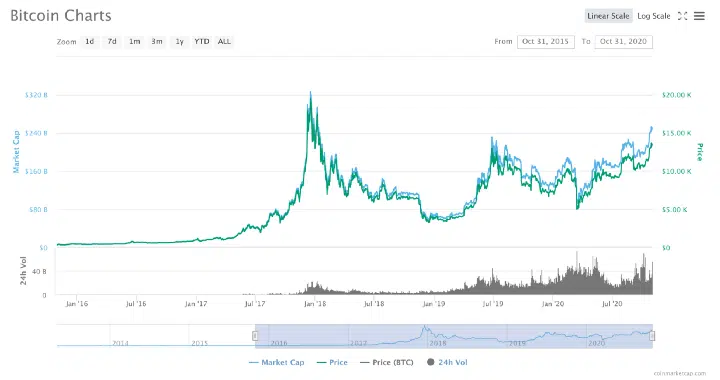 Bitcoin Charts
Linear Scale Log Scale
Zoom 1d 7d 1m 3m 1y YTD ALL From Oct 31, 2015 To Oct 31, 2020
$320 B $20.00 K
$240 B $15.00 K
Market Cap
Price
$160 B $10.00 K
$80 B $5.00 K
$0 $0
24h Vol
40 B
0
Jan '16 Jul '16 Jan '17 Jul '17 Jan '18 Jul '18 Jan '19 Jul '19 Jan '20 Jul '20
2014 2015 2016 2017 2018 2019 2020
Market Cap Price Price (BTC) 24h Vol
coinmarketcap.com